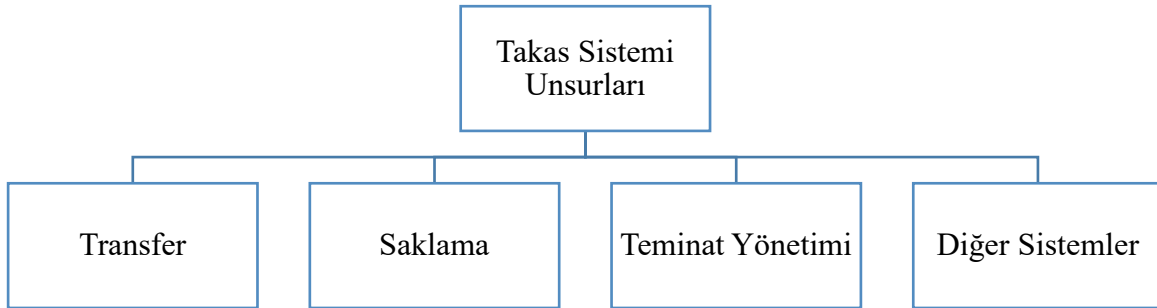 Takas Sistemi
Unsurları
Transfer
Saklama
Teminat Yönetimi
Diğer Sistemler